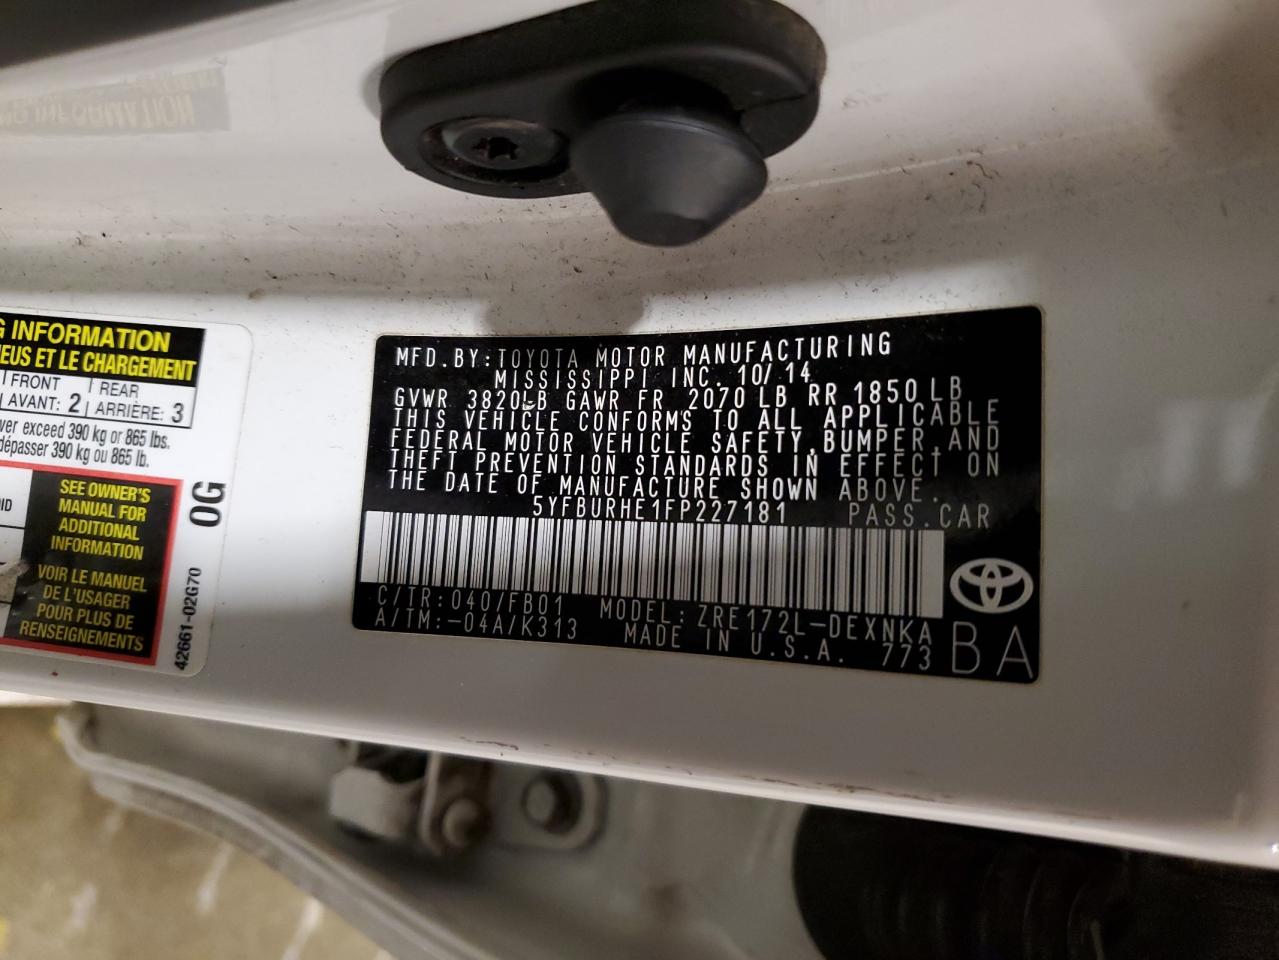 G INFORMATION
NEUS ET LE CHARGEMENT
FRONT REAR
AVANT: 2 ARRIÈRE: 3
ver exceed 390 kg or 865 lbs.
dépasser 390 kg ou 865 lb.
SEE OWNER'S
MANUAL FOR
ADDITIONAL
INFORMATION
VOIR LE MANUEL
DE L'USAGER
POUR PLUS DE
RENSEIGNEMENTS
0G
42661-02G70
MFD.BY:TOYOTA MOTOR MANUFACTURING
MISSISSIPPI INC. 10/14
GVWR 3820LB GAWR FR 2070LB RR 1850LB
THIS VEHICLE CONFORMS TO ALL APPLICABLE
FEDERAL MOTOR VEHICLE SAFETY,BUMPER,AND
THEFT PREVENTION STANDARDS IN EFFECT ON
THE DATE OF MANUFACTURE SHOWN ABOVE.
5YFBURHE1FP227181 PASS.CAR
C/TR:040/FB01 MODEL:ZRE172L-DEXNKA
A/TM:-04A/K313 MADE IN U.S.A. 773
BA